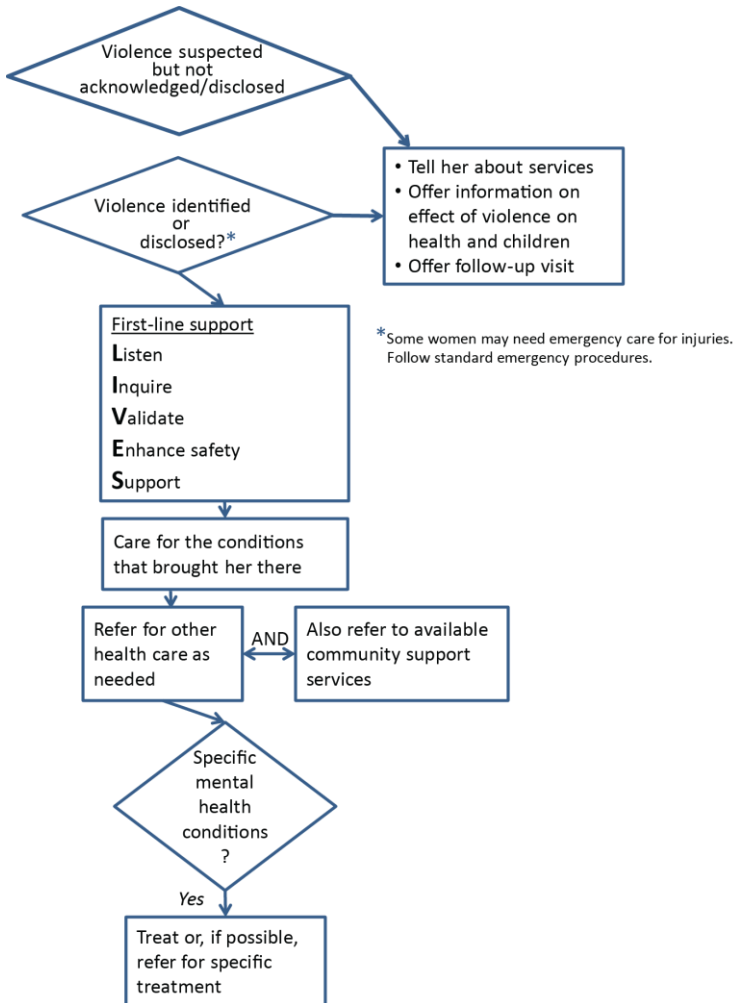 Violence suspected
but not
acknowledged/disclosed
• Tell her about services
• Offer information on
effect of violence on
health and children
• Offer follow-up visit
Violence identified
or
disclosed?*
*Some women may need emergency care for injuries.
Follow standard emergency procedures.
First-line support
Listen
Inquire
Validate
Enhance safety
Support
Care for the conditions
that brought her there
Refer for other
health care as
needed
AND
Also refer to available
community support
services
Specific
mental
health
conditions
?
Yes
Treat or, if possible,
refer for specific
treatment